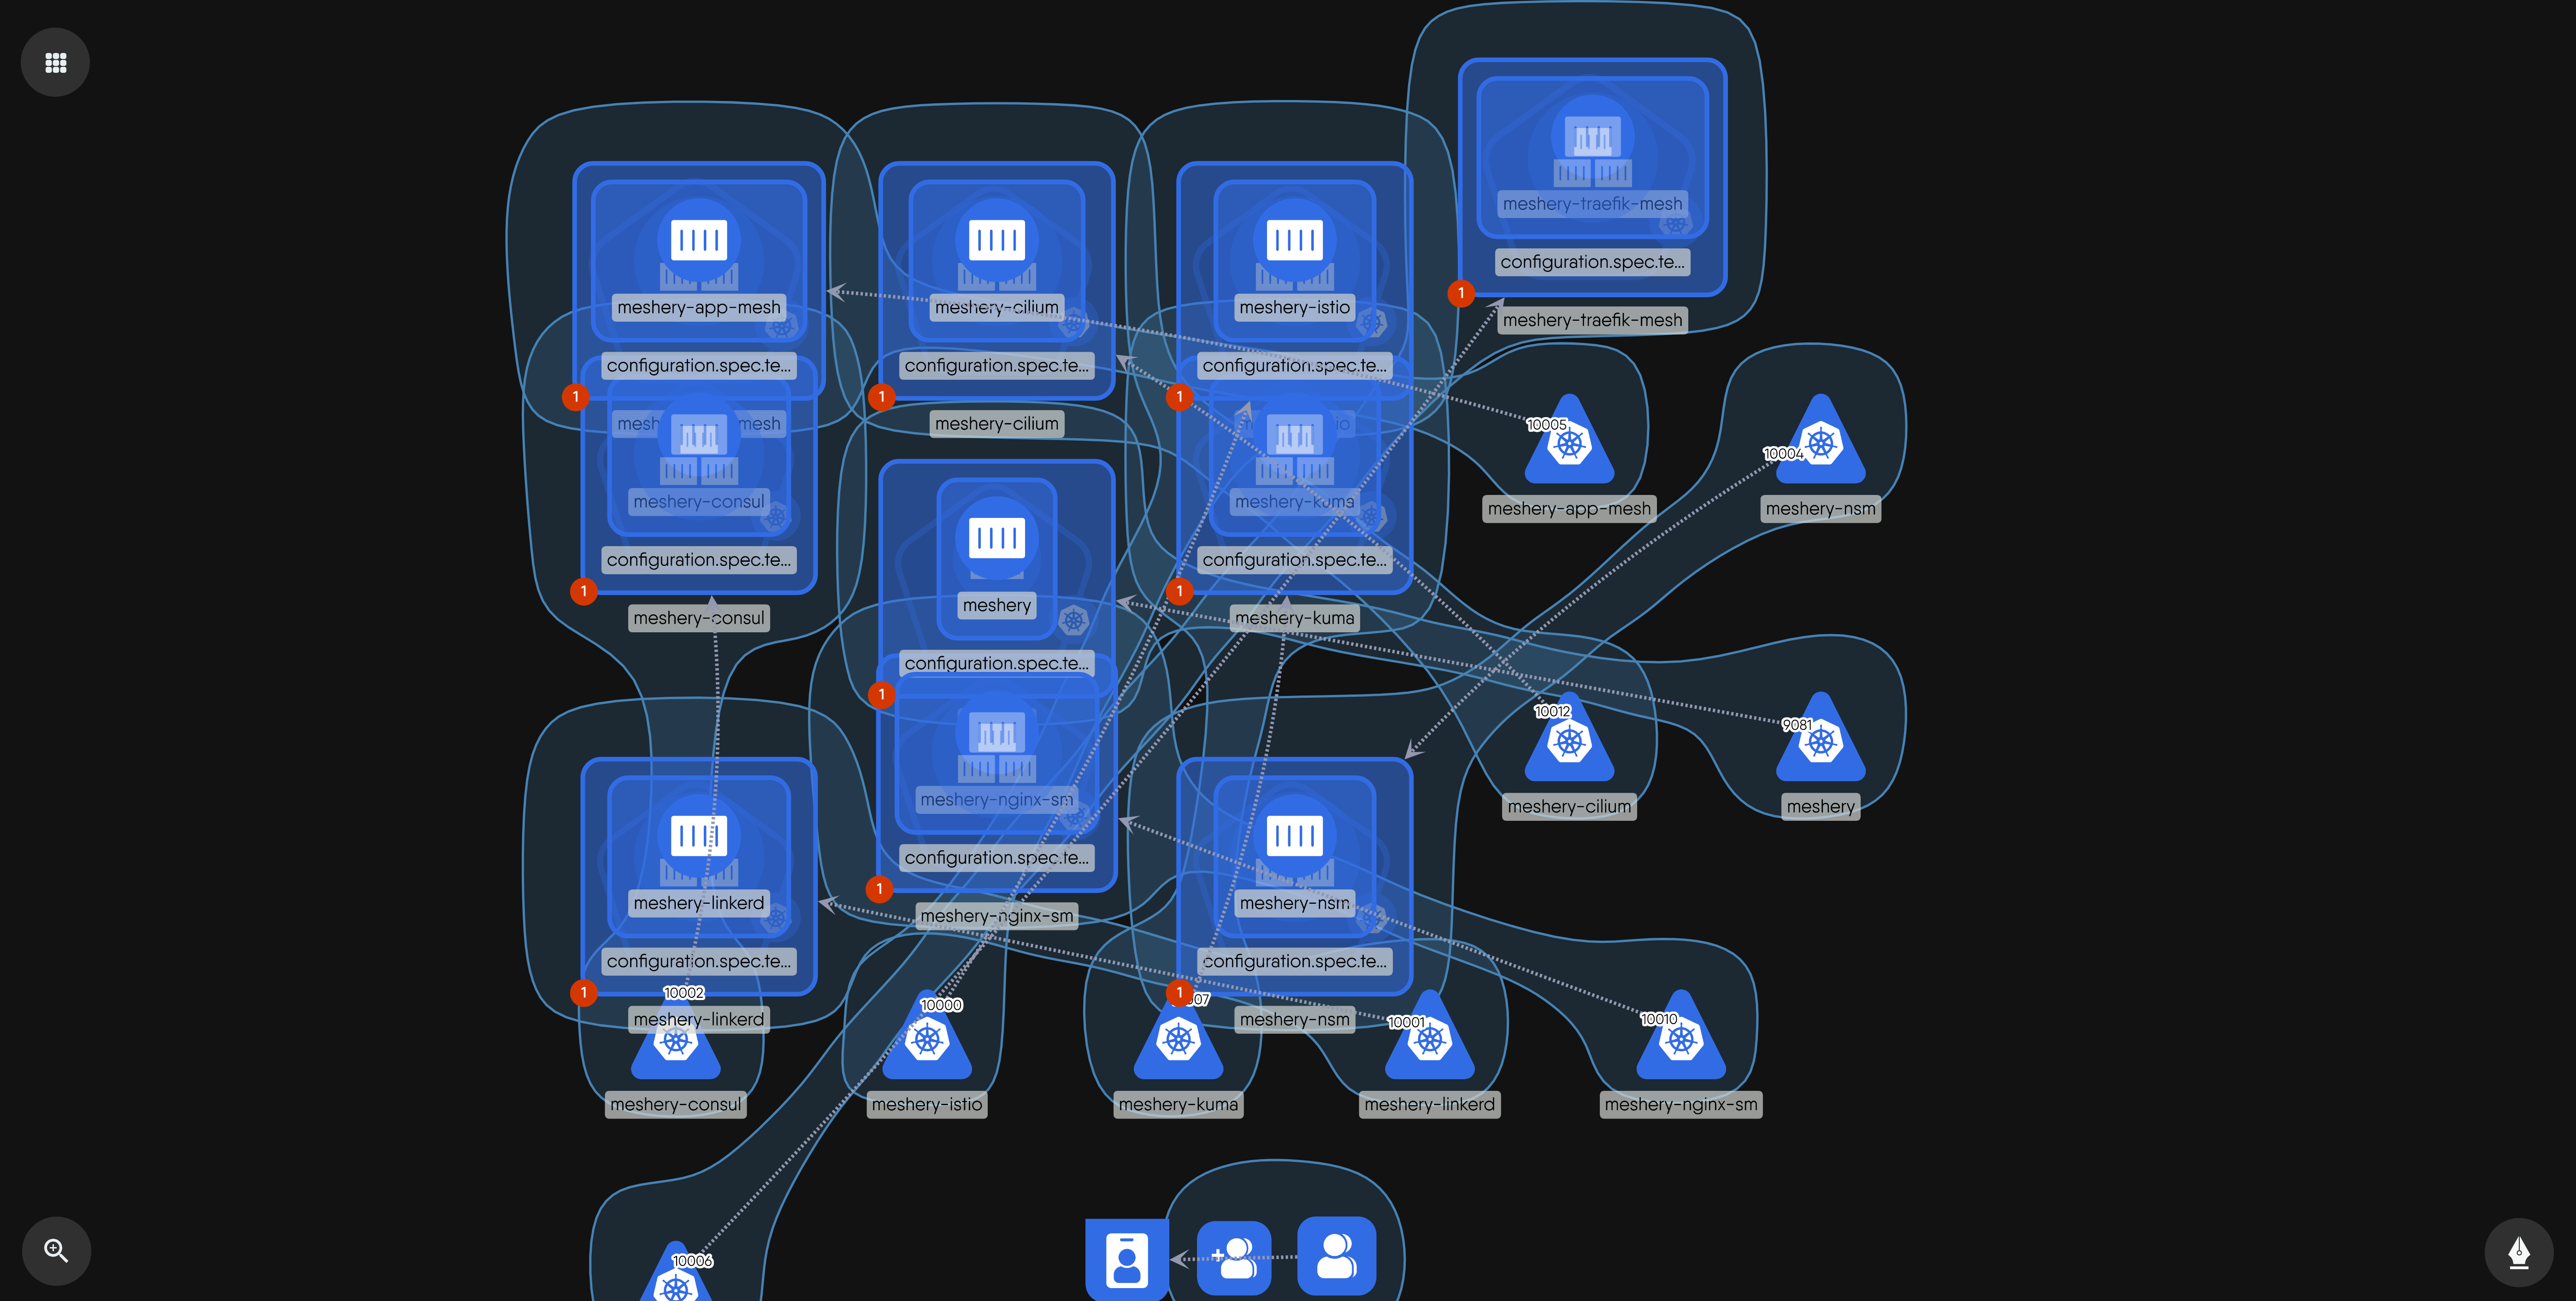 meshery-traefik-mesh
configuration.spec.te...
1
meshery-traefik-mesh
meshery-app-mesh
configuration.spec.te...
1
meshery-cilium
configuration.spec.te...
1
meshery-cilium
meshery-istio
configuration.spec.te...
1
mesh
mesh
io
meshery-consul
configuration.spec.te...
1
meshery-consul
meshery-kuma
configuration.spec.te...
1
meshery-kuma
10005
meshery-app-mesh
10004
meshery-nsm
meshery
configuration.spec.te...
1
meshery-nginx-sm
configuration.spec.te...
1
meshery-nginx-sm
10012
meshery-cilium
9081
meshery
meshery-linkerd
configuration.spec.te...
1
meshery-linkerd
meshery-nsm
configuration.spec.te...
1
meshery-nsm
10002
meshery-consul
10000
meshery-istio
07
meshery-kuma
10001
meshery-linkerd
10010
meshery-nginx-sm
10006